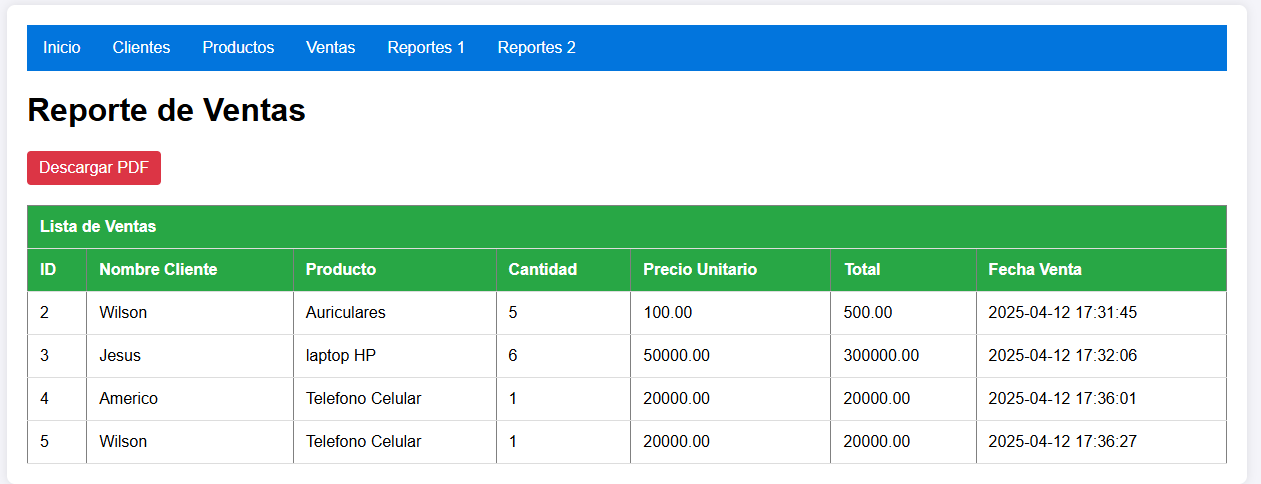 Inicio Clientes Productos Ventas Reportes 1 Reportes 2
Reporte de Ventas
Descargar PDF
Lista de Ventas
ID Nombre Cliente Producto Cantidad Precio Unitario Total Fecha Venta
2 Wilson Auriculares 5 100.00 500.00 2025-04-12 17:31:45
3 Jesus laptop HP 6 50000.00 300000.00 2025-04-12 17:32:06
4 Americo Telefono Celular 1 20000.00 20000.00 2025-04-12 17:36:01
5 Wilson Telefono Celular 1 20000.00 20000.00 2025-04-12 17:36:27